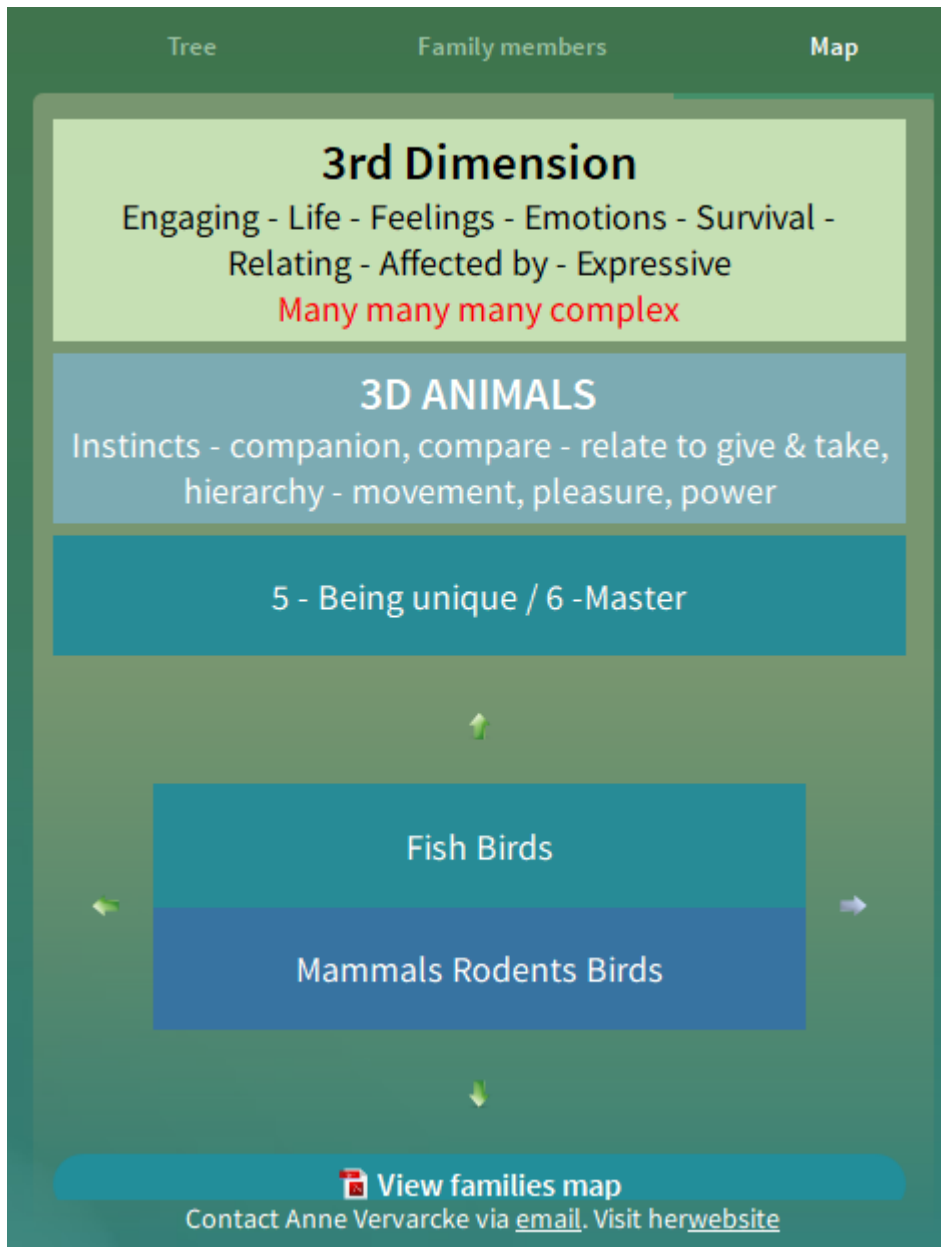 Tree Family members Map
3rd Dimension
Engaging - Life - Feelings - Emotions - Survival -
Relating - Affected by - Expressive
Many many many complex
3D ANIMALS
Instincts - companion, compare - relate to give & take,
hierarchy - movement, pleasure, power
5 - Being unique / 6 -Master
Fish Birds
Mammals Rodents Birds
View families map
Contact Anne Vervarcke via email. Visit herwebsite